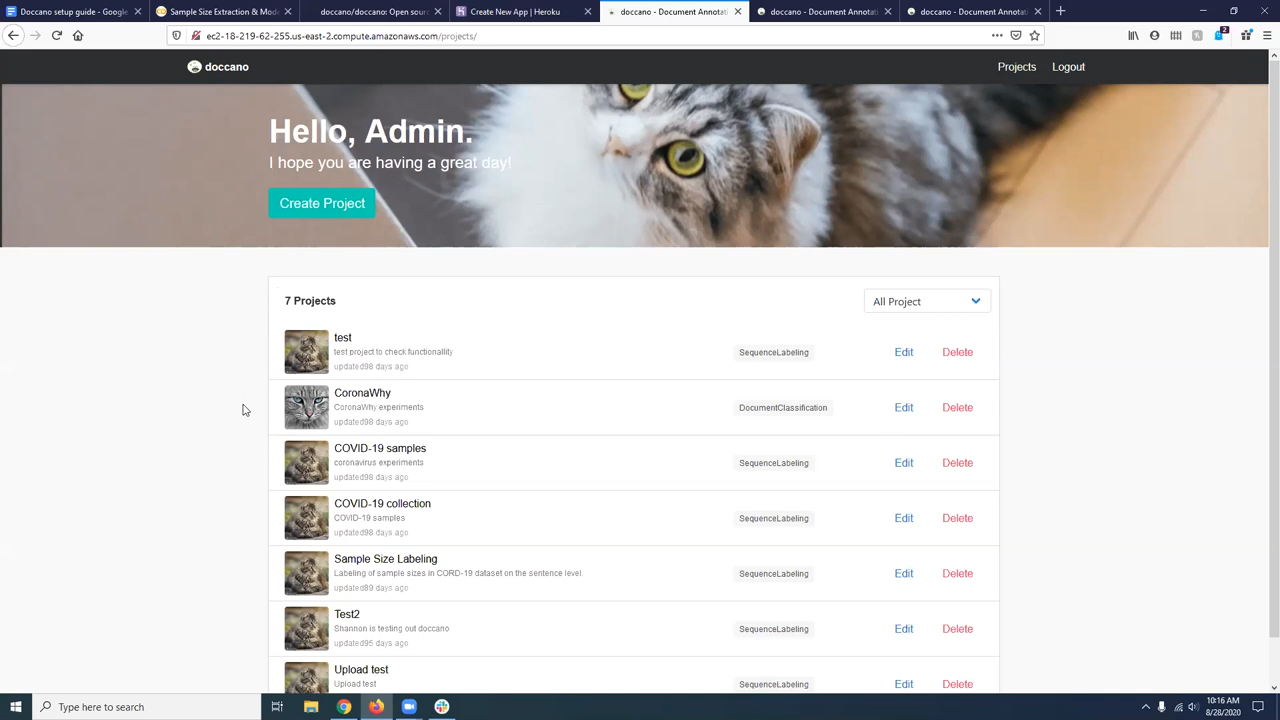 Doccano setup guide - Google
Sample Size Extraction & Mode
doccano/doccano: Open sour
Create New App | Heroku
doccano - Document Annotati
doccano - Document Annotati
doccano - Document Annotati
ec2-18-219-62-255.us-east-2.compute.amazonaws.com/projects/
2
doccano
Projects
Logout
Hello, Admin.
I hope you are having a great day!
Create Project
7 Projects
All Project
test
test project to check functionallity
updated98 days ago
SequenceLabeling
Edit
Delete
CoronaWhy
CoronaWhy experiments
updated98 days ago
DocumentClassification
Edit
Delete
COVID-19 samples
coronavirus experiments
updated98 days ago
SequenceLabeling
Edit
Delete
COVID-19 collection
COVID-19 samples
updated98 days ago
SequenceLabeling
Edit
Delete
Sample Size Labeling
Labeling of sample sizes in CORD-19 dataset on the sentence level.
updated89 days ago
SequenceLabeling
Edit
Delete
Test2
Shannon is testing out doccano
updated95 days ago
SequenceLabeling
Edit
Delete
Upload test
Upload test
SequenceLabeling
Edit
Delete
Type here to search
10:16 AM
8/28/2020